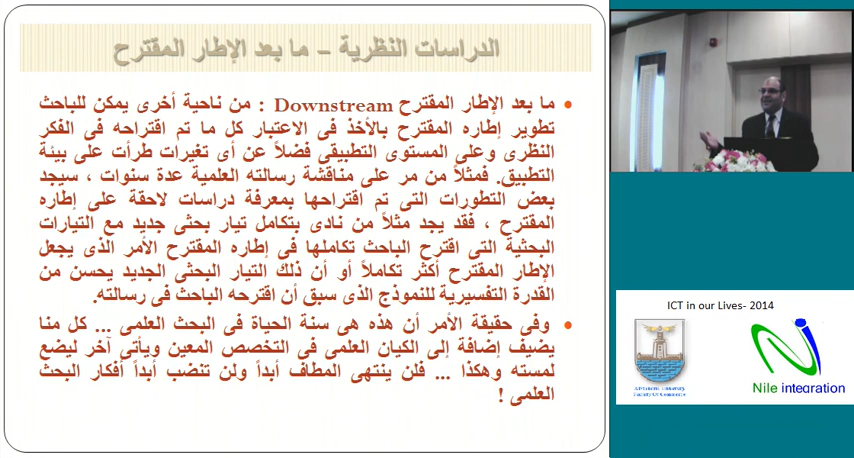 الدراسات النظرية – ما بعد الإطار المقترح
ما بعد الإطار المقترح Downstream : من ناحية أخرى يمكن للباحث
تطوير إطاره المقترح بالأخذ فى الاعتبار كل ما تم اقتراحه فى الفكر
النظرى وعلى المستوى التطبيقى فضلاً عن أى تغيرات طرأت على بيئة
التطبيق. فمثلاً من مر على مناقشة رسالته العلمية عدة سنوات ، سيجد
بعض التطورات التى تم اقتراحها بمعرفة دراسات لاحقة على إطاره
المقترح ، فقد يجد مثلاً من نادى بتكامل تيار بحثى جديد مع التيارات
البحثية التى اقترح الباحث تكاملها فى إطاره المقترح الأمر الذى يجعل
الإطار المقترح أكثر تكاملاً أو أن ذلك التيار البحثى الجديد يحسن من
القدرة التفسيرية للنموذج الذى سبق أن اقترحه الباحث فى رسالته.
وفى حقيقة الأمر أن هذه هى سنة الحياة فى البحث العلمى ... كل منا
يضيف إضافة إلى الكيان العلمى فى التخصص المعين ويأتى آخر ليضع
لمسته وهكذا ... فلن ينتهى المطاف أبداً ولن تنضب أبداً أفكار البحث
العلمى !
ICT in our Lives- 2014
Nile integration